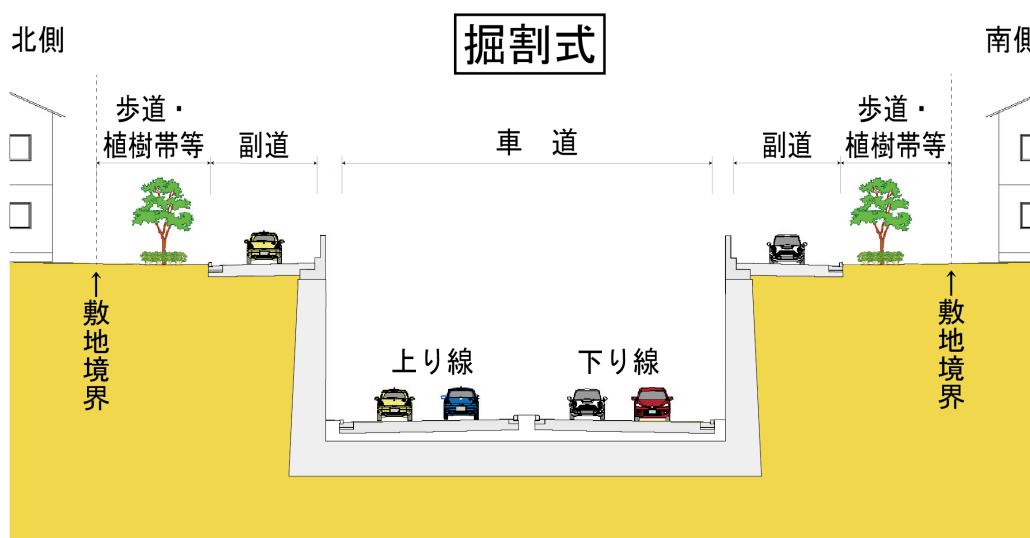 北側
掘割式
南側
歩道・
植樹帯等
副道
車 道
副道
歩道・
植樹帯等
上り線
下り線
↑敷地境界
↑敷地境界